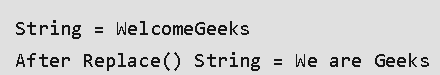 String = WelcomeGeeks
After Replace() String = We are Geeks